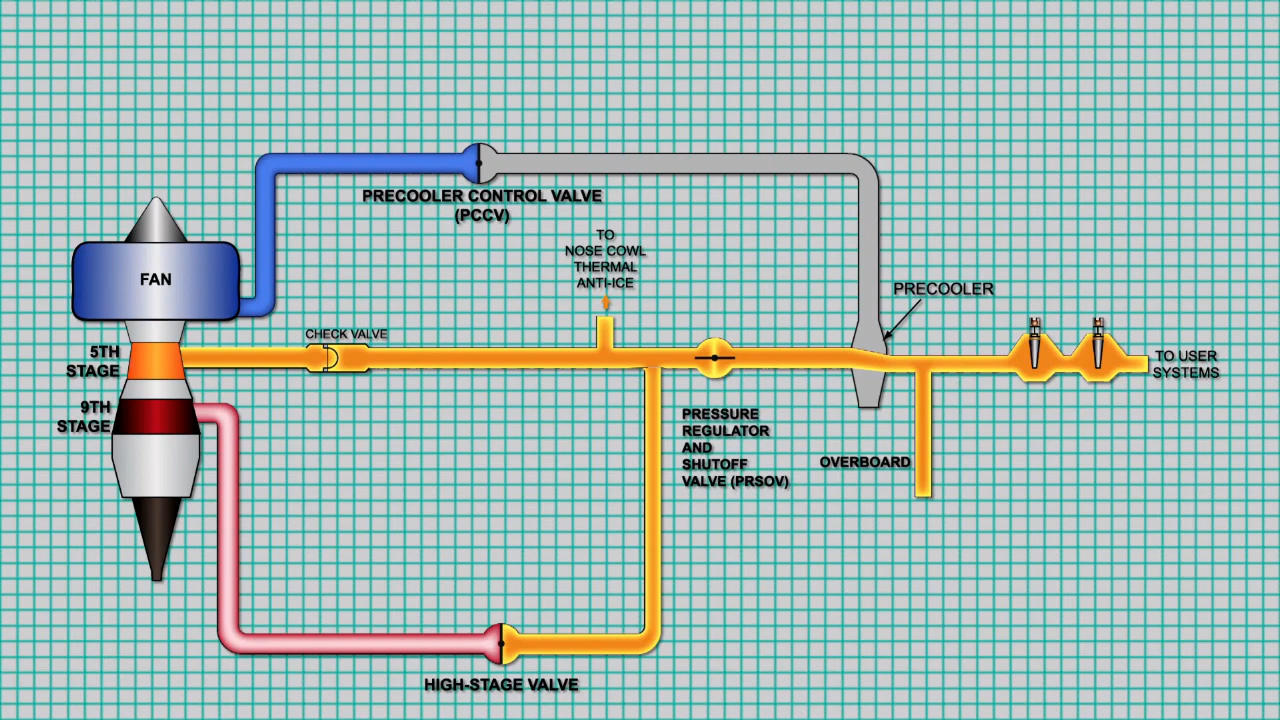 PRECOOLER CONTROL VALVE
(PCCV)
TO
NOSE COWL
THERMAL
ANTI-ICE
FAN
PRECOOLER
CHECK VALVE
5TH
STAGE
TO USER
SYSTEMS
9TH
STAGE
PRESSURE
REGULATOR
AND
SHUTOFF
VALVE (PRSOV)
OVERBOARD
HIGH-STAGE VALVE